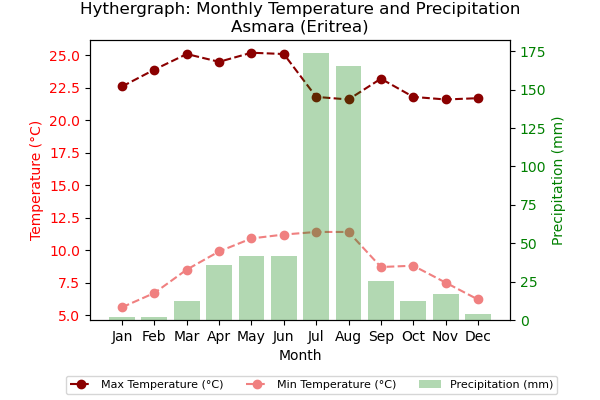 Hythergraph: Monthly Temperature and Precipitation
Asmara (Eritrea)
Temperature (°C)
25.0
22.5
20.0
17.5
15.0
12.5
10.0
7.5
5.0
175
150
125
100
75
50
25
0
Precipitation (mm)
Jan Feb Mar Apr May Jun Jul Aug Sep Oct Nov Dec
Month
Max Temperature (°C) Min Temperature (°C) Precipitation (mm)